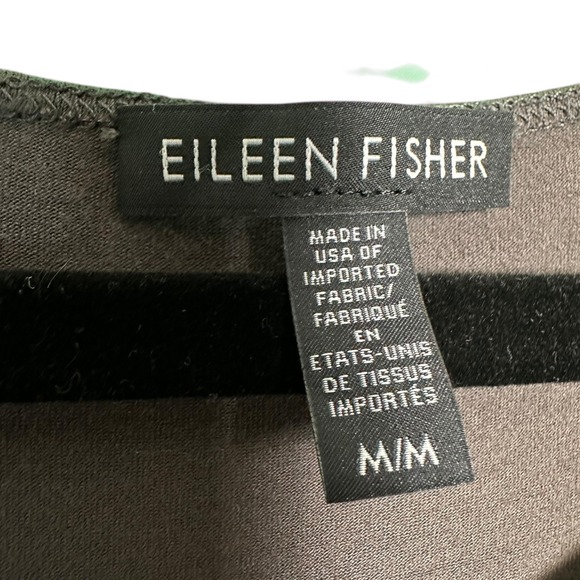 EILEEN FISHER
MADE IN
USA OF
IMPORTED
FABRIC/
FABRIQUÉ
EN
ETATS-UNIS
DE TISSUS
IMPORTÉS
M/M